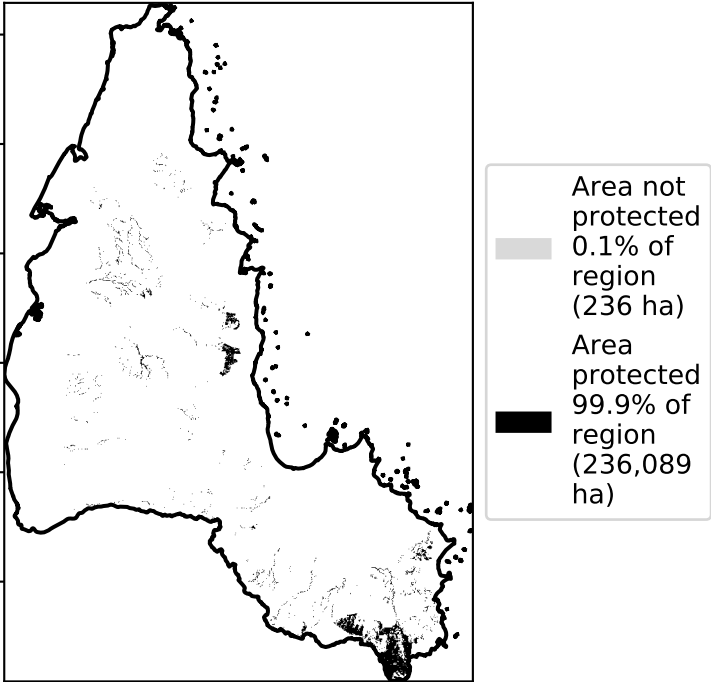 Area not
protected
0.1% of
region
(236 ha)
Area
protected
99.9% of
region
(236,089
ha)